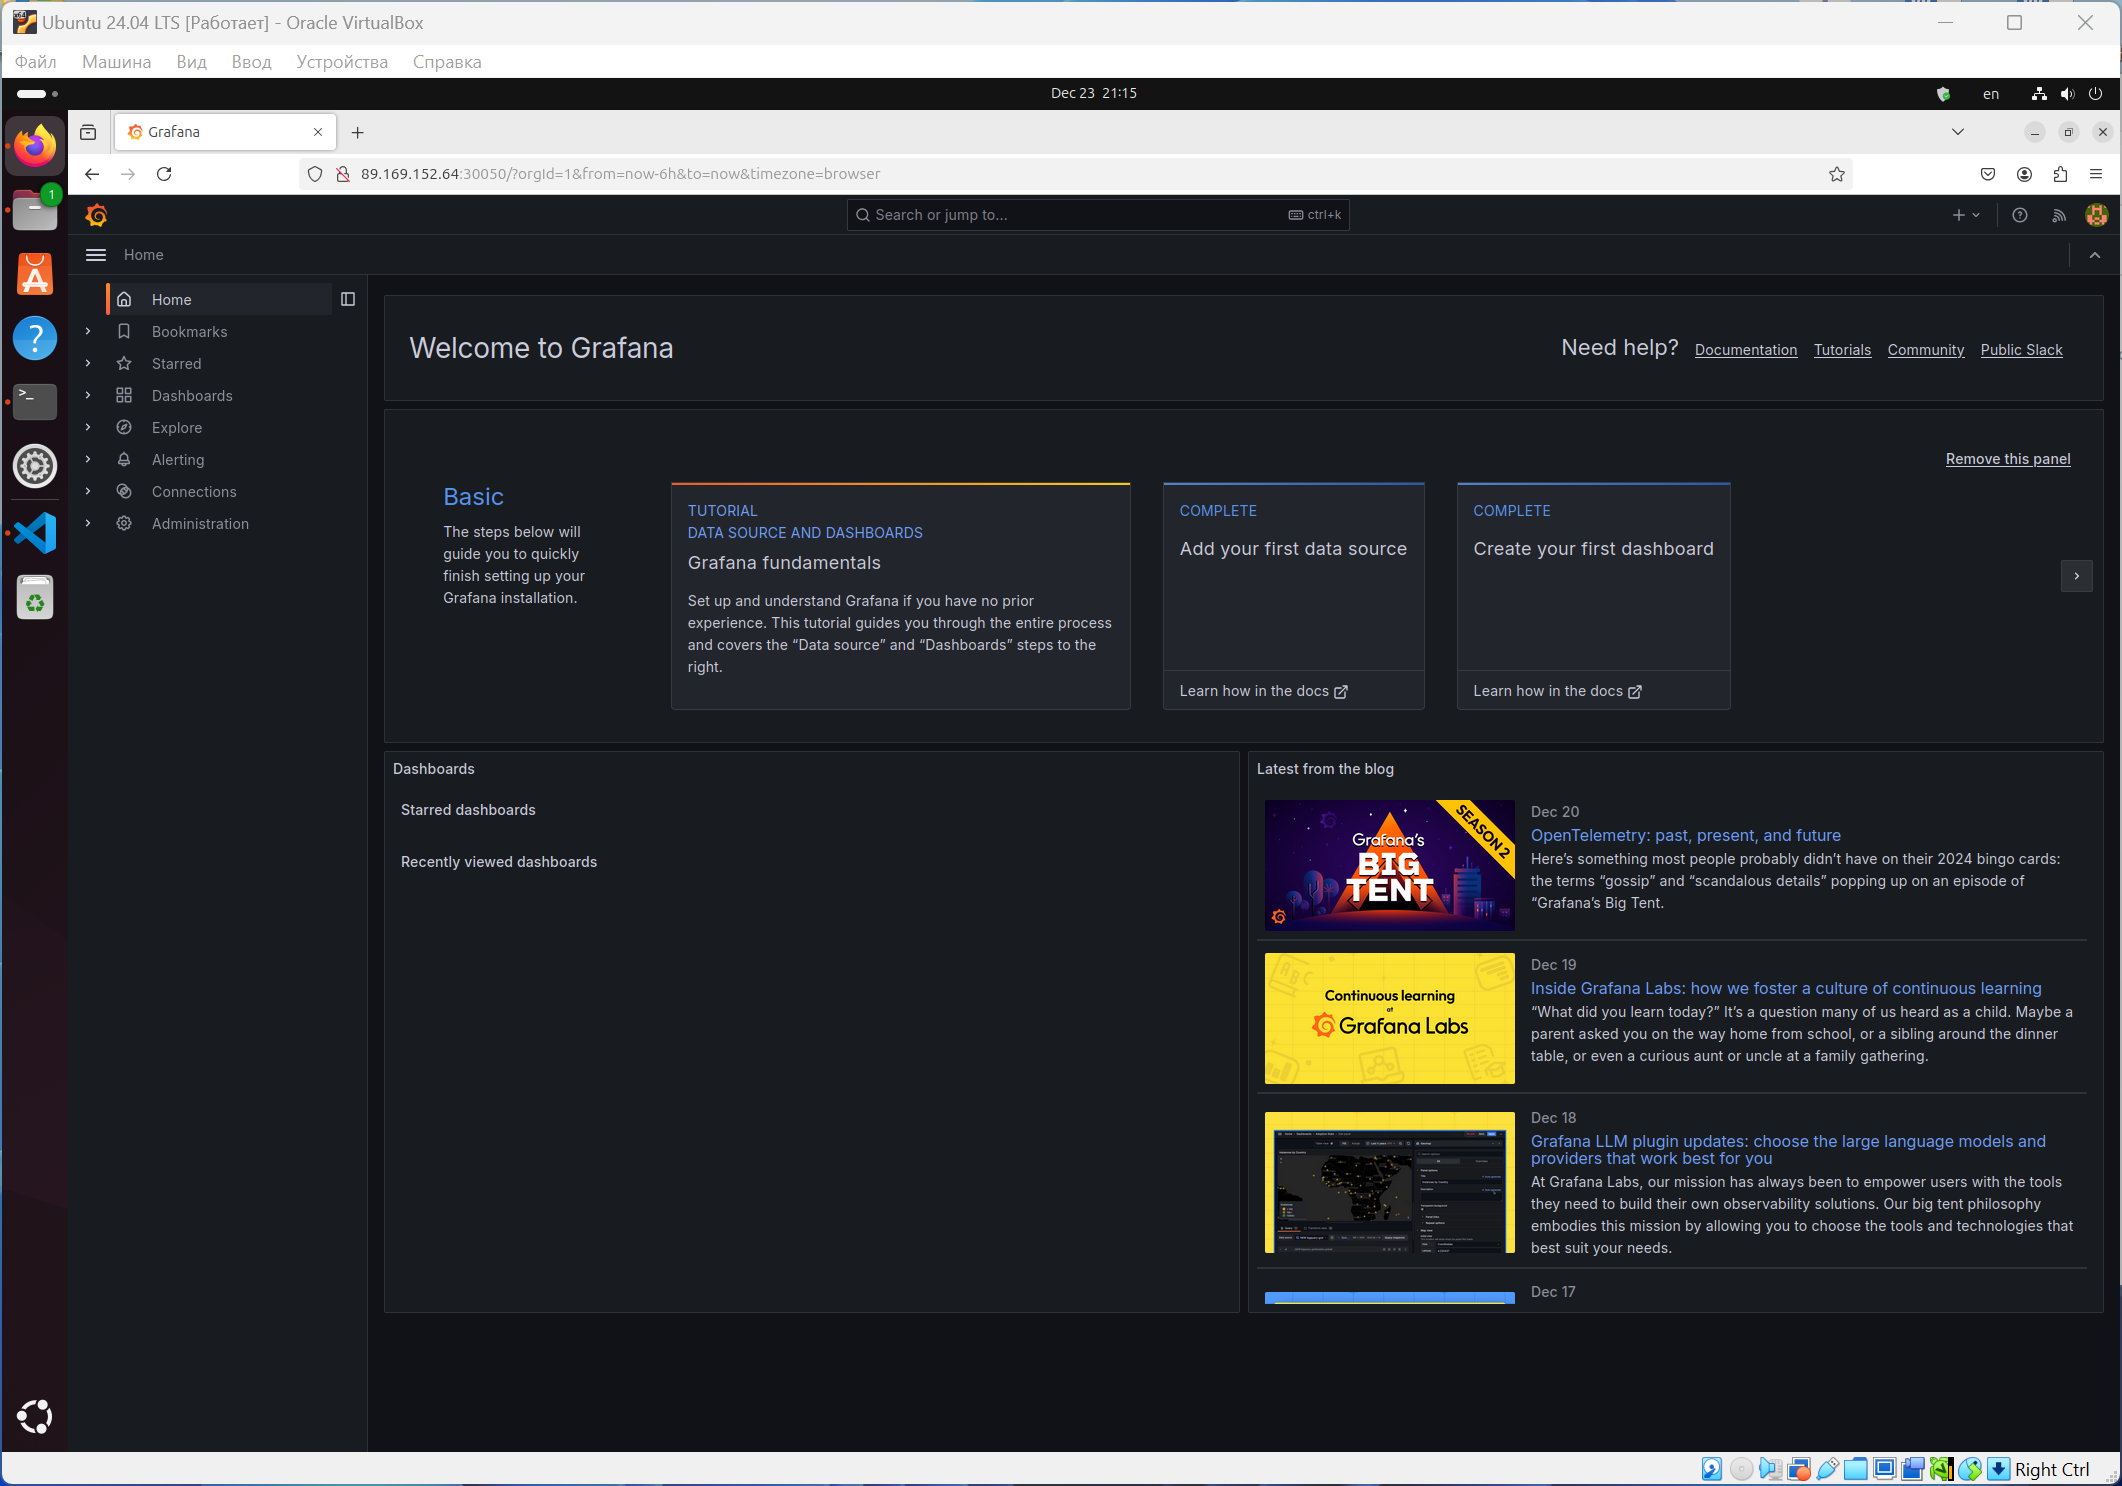 Ubuntu 24.04 LTS [Работает] - Oracle VirtualBox
Файл Машина Вид Ввод Устройства Справка
Dec 23 21:15
en
1
Grafana
89.169.152.64:30050/?orgId=1&from=now-6h&to=now&timezone=browser
Search or jump to...
ctrl+k
Home
Home
Bookmarks
Starred
Dashboards
Explore
Alerting
Connections
Administration
Welcome to Grafana
Need help?
Documentation
Tutorials
Community
Public Slack
Remove this panel
Basic
The steps below will
guide you to quickly
finish setting up your
Grafana installation.
TUTORIAL
DATA SOURCE AND DASHBOARDS
Grafana fundamentals
Set up and understand Grafana if you have no prior
experience. This tutorial guides you through the entire process
and covers the “Data source” and “Dashboards” steps to the
right.
COMPLETE
Add your first data source
Learn how in the docs
COMPLETE
Create your first dashboard
Learn how in the docs
Dashboards
Starred dashboards
Recently viewed dashboards
Latest from the blog
SEASON 2
Grafana's
BIG
TENT
Dec 20
OpenTelemetry: past, present, and future
Here’s something most people probably didn’t have on their 2024 bingo cards:
the terms “gossip” and “scandalous details” popping up on an episode of
“Grafana’s Big Tent.
ABC
Continuous learning
at
Grafana Labs
Dec 19
Inside Grafana Labs: how we foster a culture of continuous learning
“What did you learn today?” It’s a question many of us heard as a child. Maybe a
parent asked you on the way home from school, or a sibling around the dinner
table, or even a curious aunt or uncle at a family gathering.
Dec 18
Grafana LLM plugin updates: choose the large language models and
providers that work best for you
At Grafana Labs, our mission has always been to empower users with the tools
they need to build their own observability solutions. Our big tent philosophy
embodies this mission by allowing you to choose the tools and technologies that
best suit your needs.
Dec 17
Right Ctrl